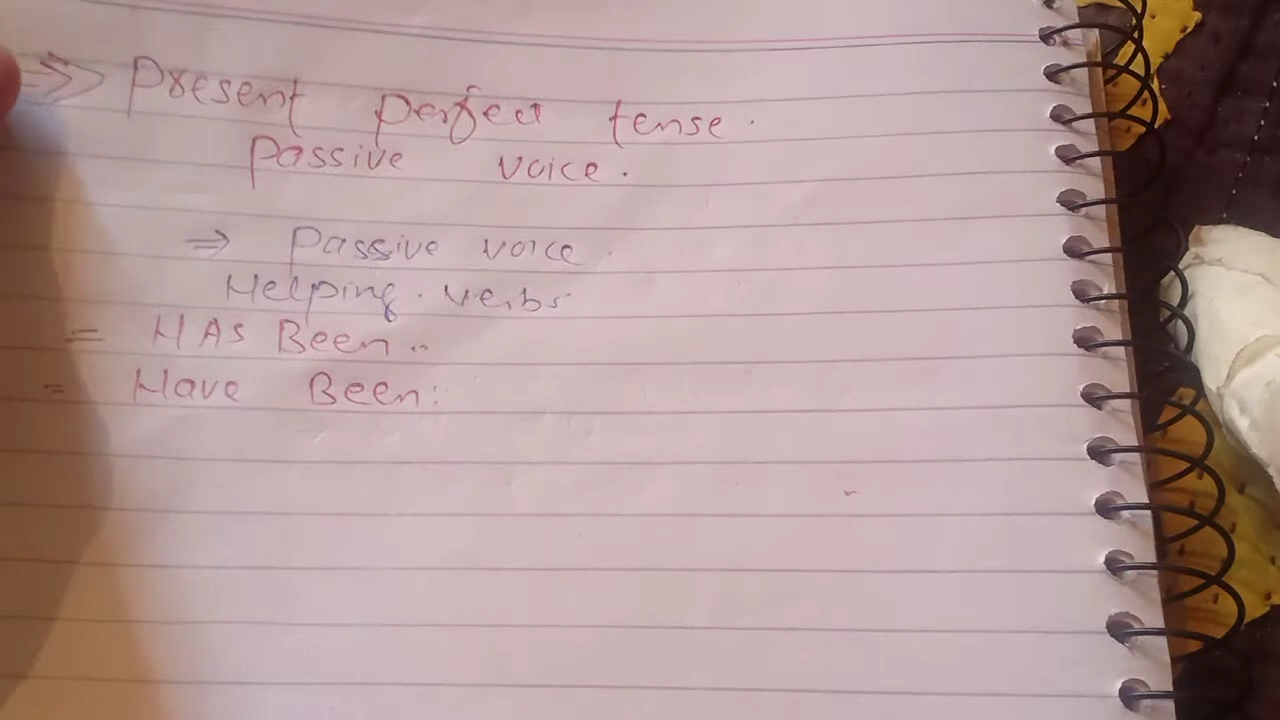 ⇒> Present perfect tense.
Passive voice.
⇒ Passive voice.
Helping. verbs
= HAS Been..
= Have Been: